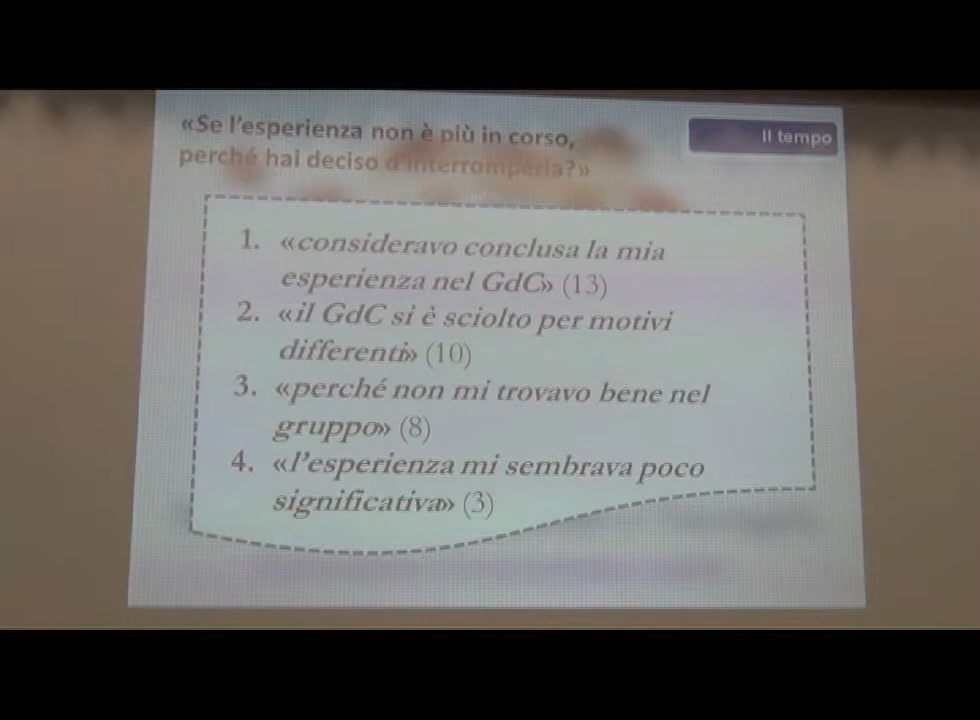 «Se l'esperienza non è più in corso,
perché hai deciso d'interromperla?»
Il tempo
1. «consideravo conclusa la mia
esperienza nel GdC» (13)
2. «il GdC si è sciolto per motivi
differenti» (10)
3. «perché non mi trovavo bene nel
gruppo» (8)
4. «l'esperienza mi sembrava poco
significativa» (3)